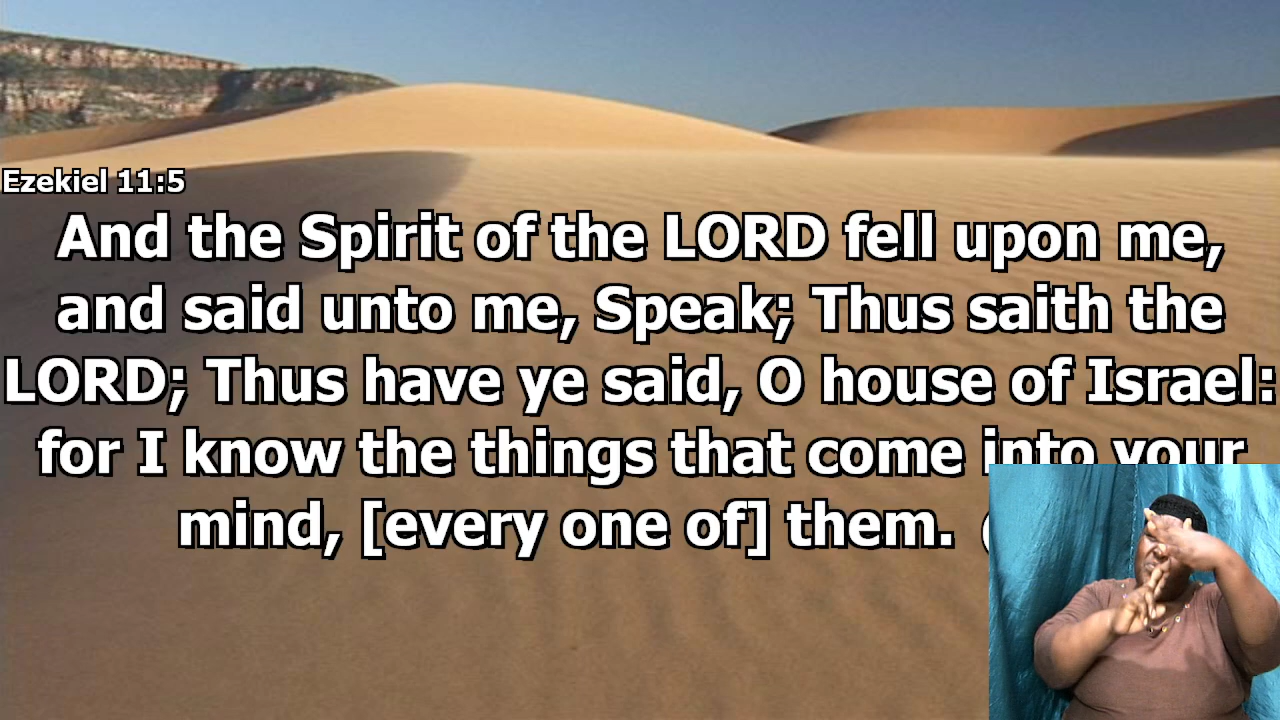 Ezekiel 11:5
And the Spirit of the LORD fell upon me,
and said unto me, Speak; Thus saith the
LORD; Thus have ye said, O house of Israel:
for I know the things that come into your
mind, [every one of] them. (